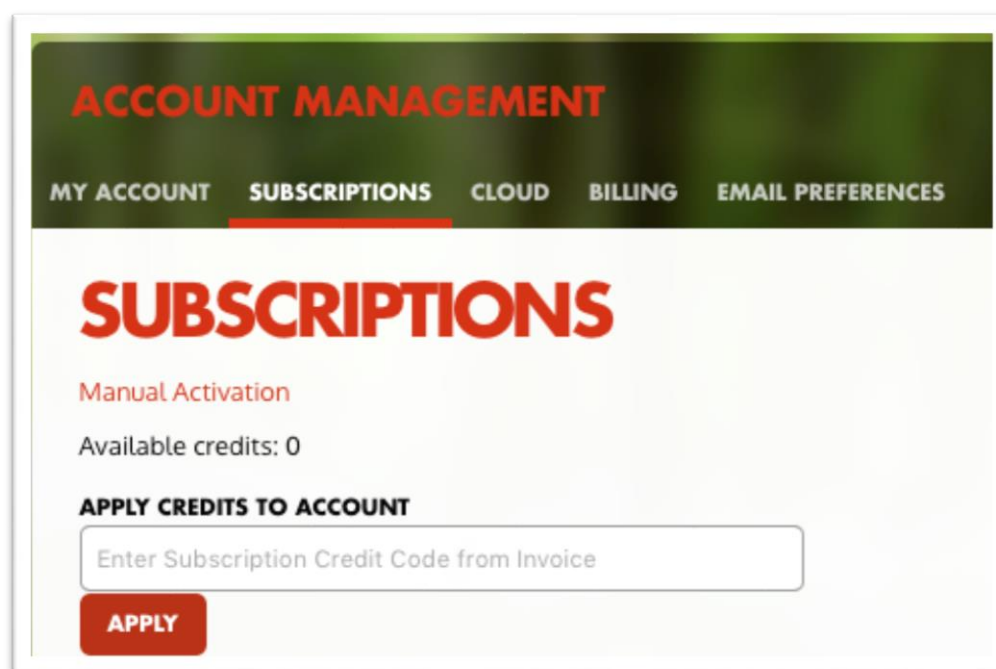 ACCOUNT MANAGEMENT
MY ACCOUNT SUBSCRIPTIONS CLOUD BILLING EMAIL PREFERENCES
SUBSCRIPTIONS
Manual Activation
Available credits: 0
APPLY CREDITS TO ACCOUNT
Enter Subscription Credit Code from Invoice
APPLY